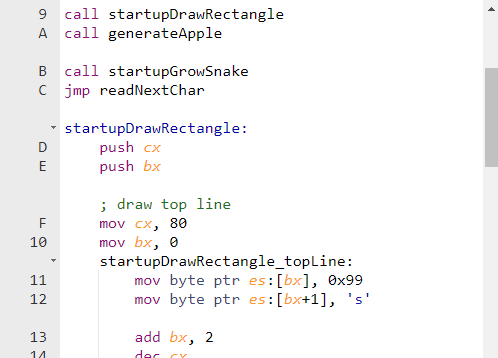 9 call startupDrawRectangle
A call generateApple
B call startupGrowSnake
C jmp readNextChar
startupDrawRectangle:
D push cx
E push bx
; draw top line
F mov cx, 80
10 mov bx, 0
startupDrawRectangle_topLine:
11 mov byte ptr es:[bx], 0x99
12 mov byte ptr es:[bx+1], 's'
13 add bx, 2
14 dec cx